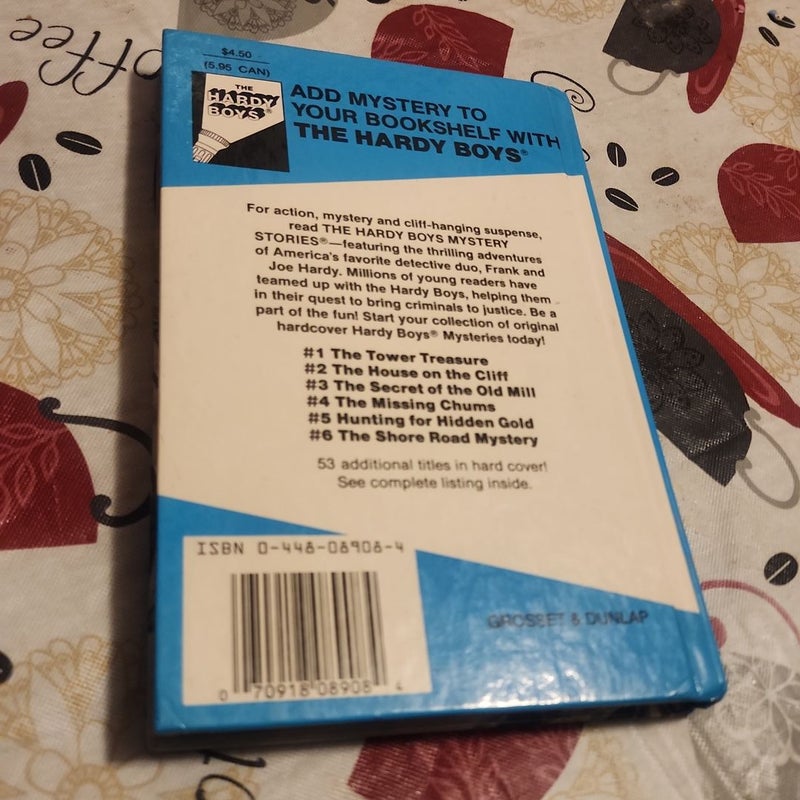 coffee
$4.50
(5.95 CAN)
THE
HARDY
BOYS®
ADD MYSTERY TO
YOUR BOOKSHELF WITH
THE HARDY BOYS®
For action, mystery and cliff-hanging suspense,
read THE HARDY BOYS MYSTERY
STORIES®—featuring the thrilling adventures
of America's favorite detective duo, Frank and
Joe Hardy. Millions of young readers have
teamed up with the Hardy Boys, helping them
in their quest to bring criminals to justice. Be a
part of the fun! Start your collection of original
hardcover Hardy Boys® Mysteries today!
#1 The Tower Treasure
#2 The House on the Cliff
#3 The Secret of the Old Mill
#4 The Missing Chums
#5 Hunting for Hidden Gold
#6 The Shore Road Mystery
53 additional titles in hard cover!
See complete listing inside.
ISBN 0-448-08908-4
GROSSET & DUNLAP
0 70918 08908 4